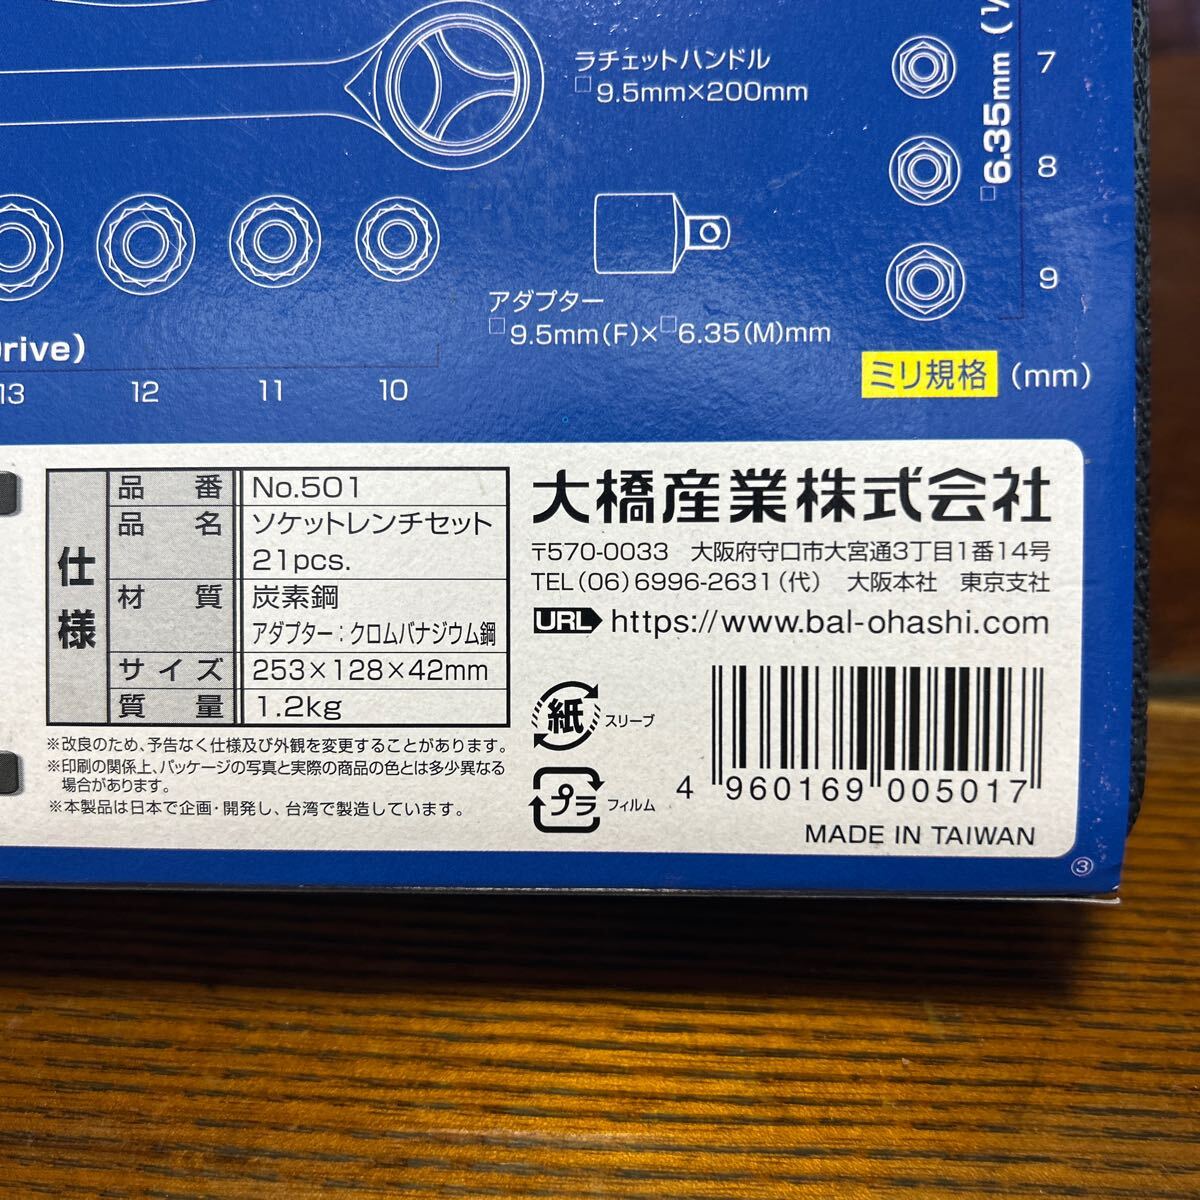 ラチェットハンドル
□9.5mm×200mm
7
8
9
□6.35mm
アダプター
□9.5mm(F)×□6.35(M)mm
Drive)
13 12 11 10
ミリ規格 (mm)
仕様
品番 No.501
品名 ソケットレンチセット
21pcs.
材質 炭素鋼
アダプター:クロムバナジウム鋼
サイズ 253×128×42mm
質量 1.2kg
※改良のため、予告なく仕様及び外観を変更することがあります。
※印刷の関係上、パッケージの写真と実際の商品の色とは多少異なる
場合があります。
※本製品は日本で企画・開発し、台湾で製造しています。
大橋産業株式会社
〒570-0033 大阪府守口市大宮通3丁目1番14号
TEL(06)6996-2631(代) 大阪本社 東京支社
URL https://www.bal-ohashi.com
紙 スリーブ
プラ フィルム
4 960169 005017
MADE IN TAIWAN
③